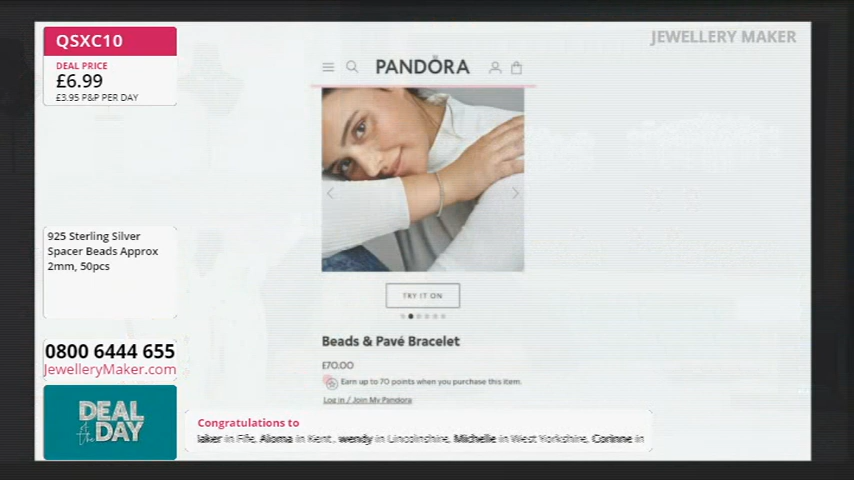 QSXC10
DEAL PRICE
£6.99
£3.95 P&P PER DAY
JEWELLERY MAKER
PANDÖRA
925 Sterling Silver
Spacer Beads Approx
2mm, 50pcs
TRY IT ON
Beads & Pavé Bracelet
£70.00
Earn up to 70 points when you purchase this item.
Log in / Join My Pandora
0800 6444 655
JewelleryMaker.com
DEAL
of the
DAY
Congratulations to
in Fife, Aloma in Kent, wendy in Lincolnshire, Michelle in West Yorkshire, Corinne in